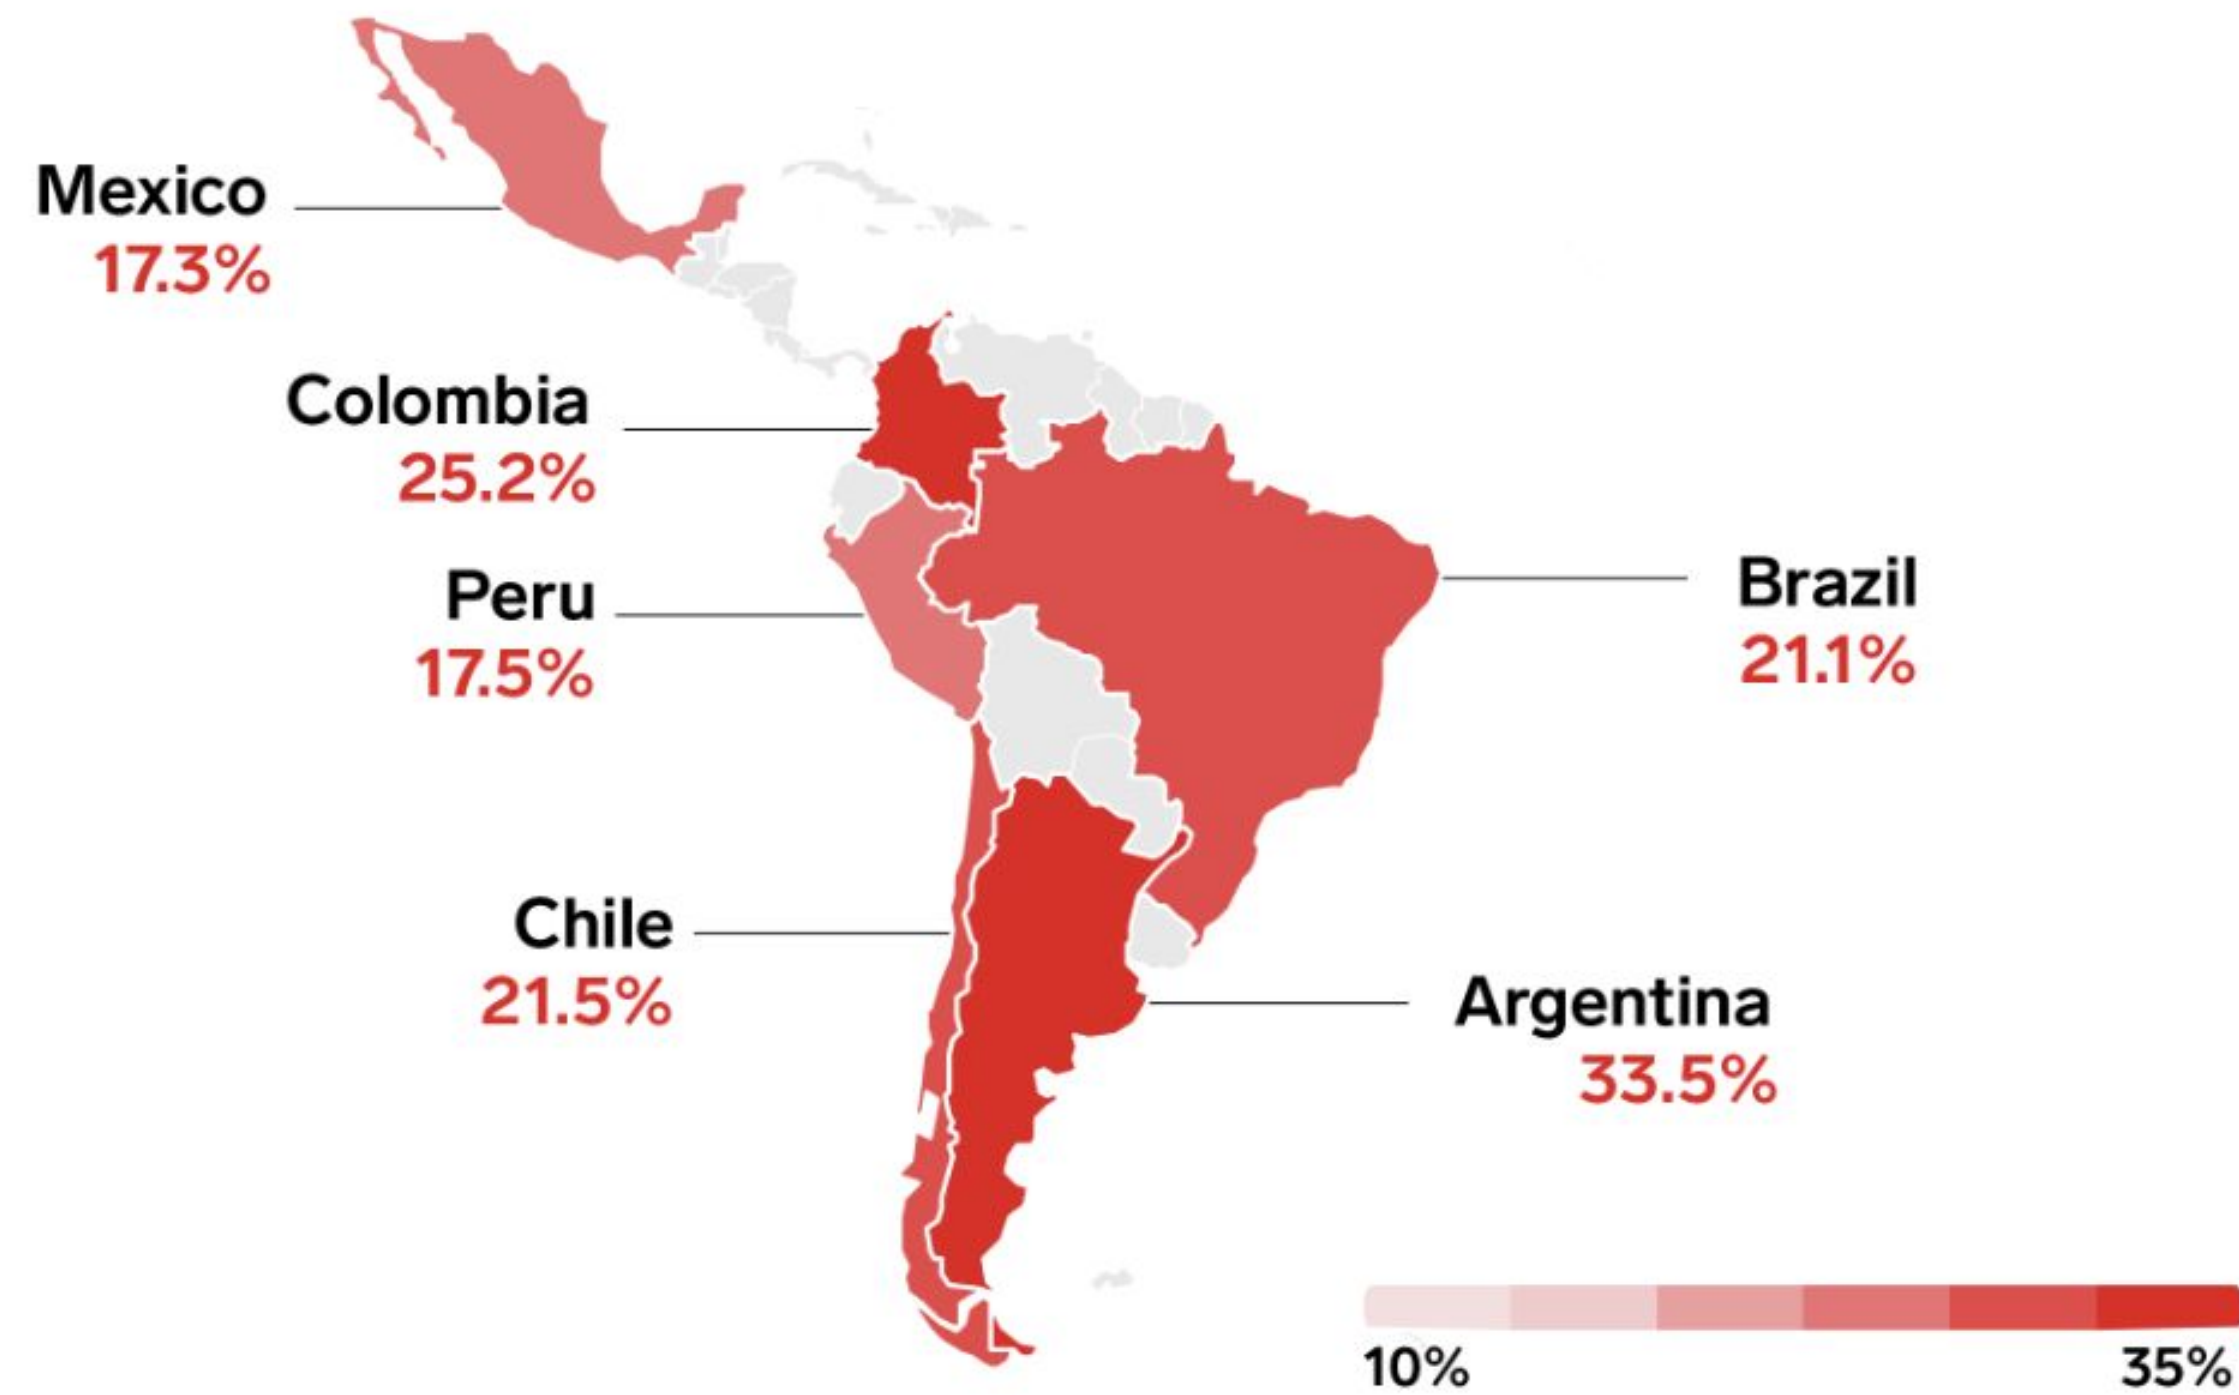 Mexico
17.3%
Colombia
25.2%
Peru
17.5%
Brazil
21.1%
Chile
21.5%
Argentina
33.5%
10%
35%